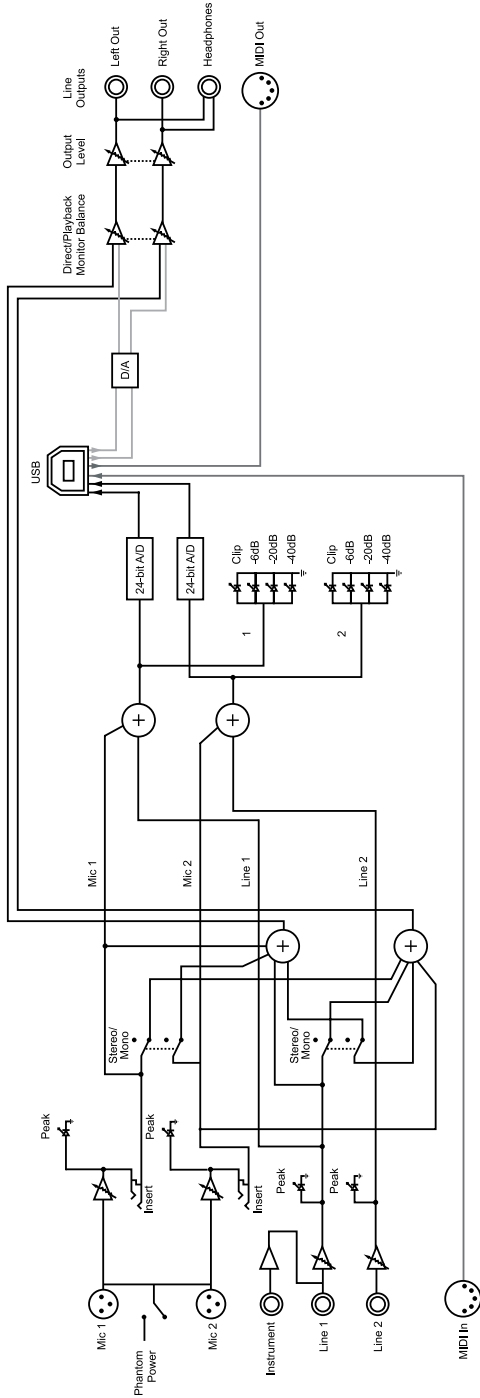 Line
Outputs
Left Out
Right Out
Headphones
MIDI Out
Output
Level
Direct/Playback
Monitor Balance
D/A
USB
24-bit A/D
24-bit A/D
Clip
-6dB
-20dB
-40dB
1
Clip
-6dB
-20dB
-40dB
2
+
+
Mic 1
Mic 2
Line 1
Line 2
+
+
Stereo/
Mono
Stereo/
Mono
Peak
Insert
Peak
Insert
Peak
Peak
Mic 1
Phantom
Power
Mic 2
Instrument
Line 1
Line 2
MIDI In